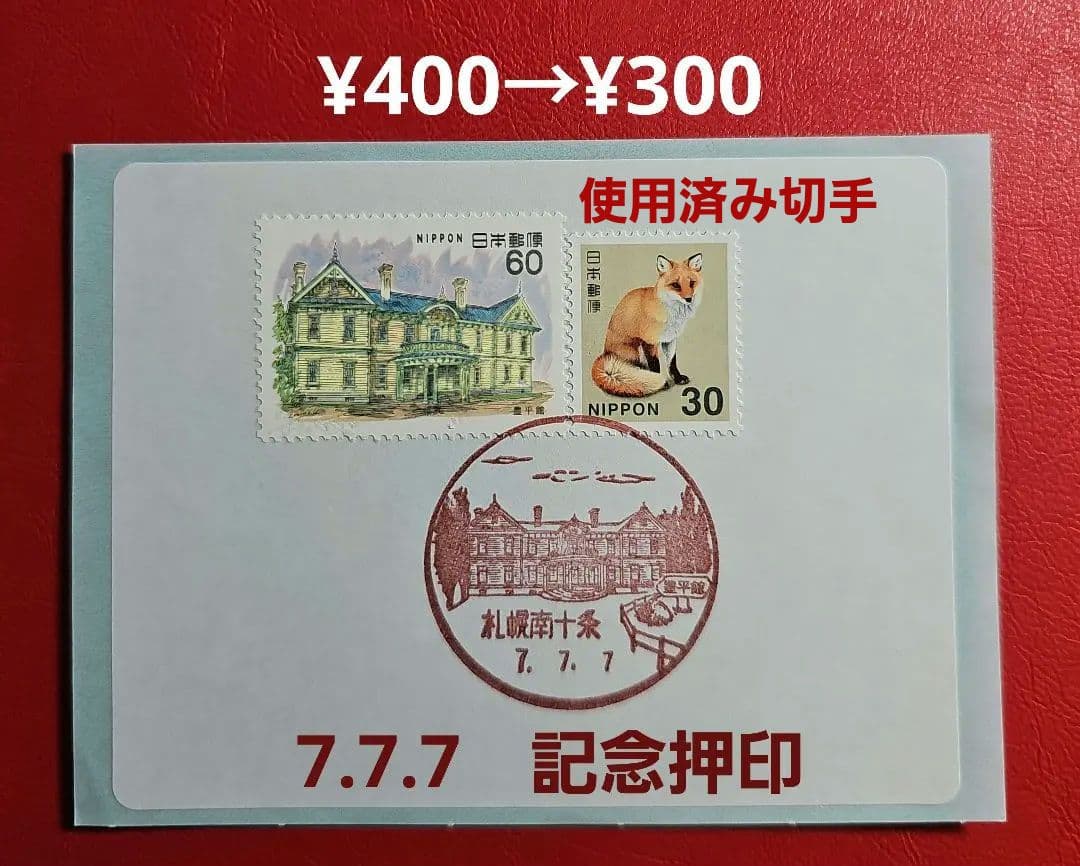 ¥400→¥300
使用済み切手
NIPPON 日本郵便
60
豊平館
日本郵便
NIPPON 30
豊平館
札幌南十条
7. 7. 7
7.7.7 記念押印